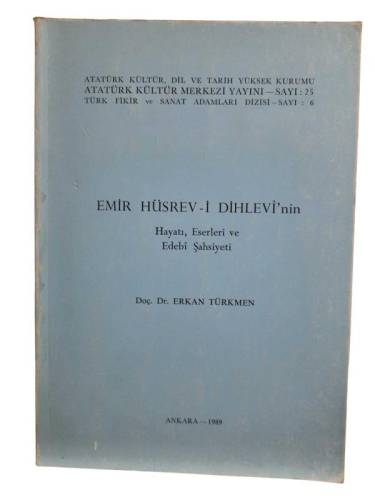 ATATÜRK KÜLTÜR, DİL VE TARİH YÜKSEK KURUMU
ATATÜRK KÜLTÜR MERKEZİ YAYINI — SAYI : 25
TÜRK FİKİR ve SANAT ADAMLARI DİZİSİ – SAYI : 6
EMİR HÜSREV-İ DİHLEVİ'nin
Hayatı, Eserleri ve
Edebî Şahsiyeti
Doç. Dr. ERKAN TÜRKMEN
ANKARA — 1989